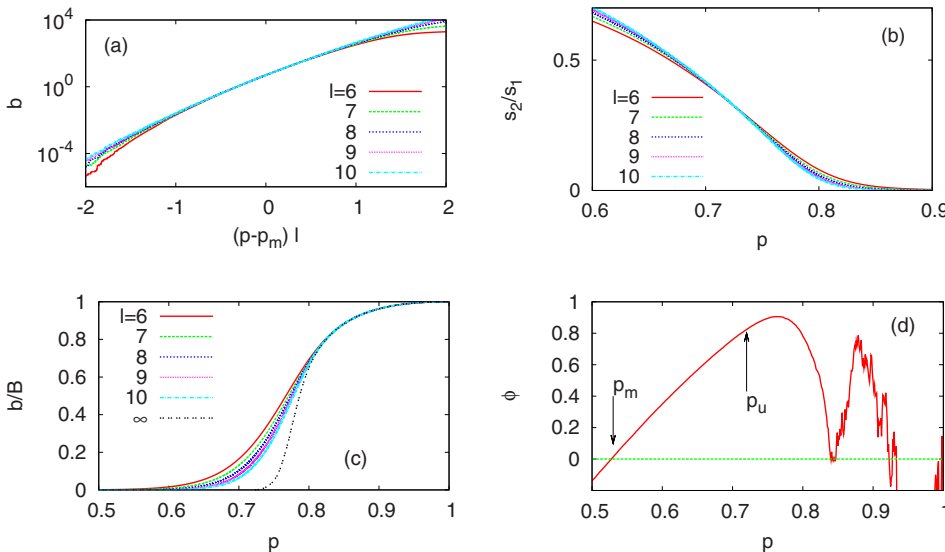 (a)
b
10^4
10^0
10^-4
l=6
7
8
9
10
-2 -1 0 1 2
(p-p_m) l
(b)
s_2/s_1
0.5
0
l=6
7
8
9
10
0.6 0.7 0.8 0.9
p
(c)
b/B
1
0.8
0.6
0.4
0.2
0
l=6
7
8
9
10
∞
0.5 0.6 0.7 0.8 0.9 1
p
(d)
ϕ
1
0.8
0.6
0.4
0.2
0
p_m
p_u
0.5 0.6 0.7 0.8 0.9 1
p